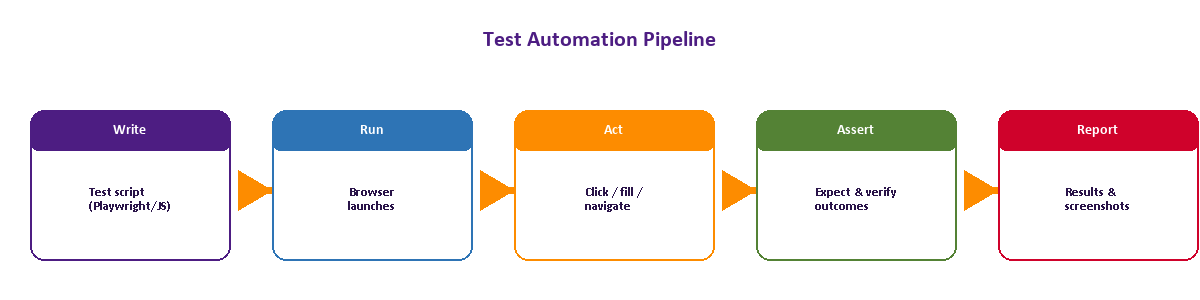 Test Automation Pipeline
Write
Test script
(Playwright/JS)
Run
Browser
launches
Act
Click / fill /
navigate
Assert
Expect & verify
outcomes
Report
Results &
screenshots